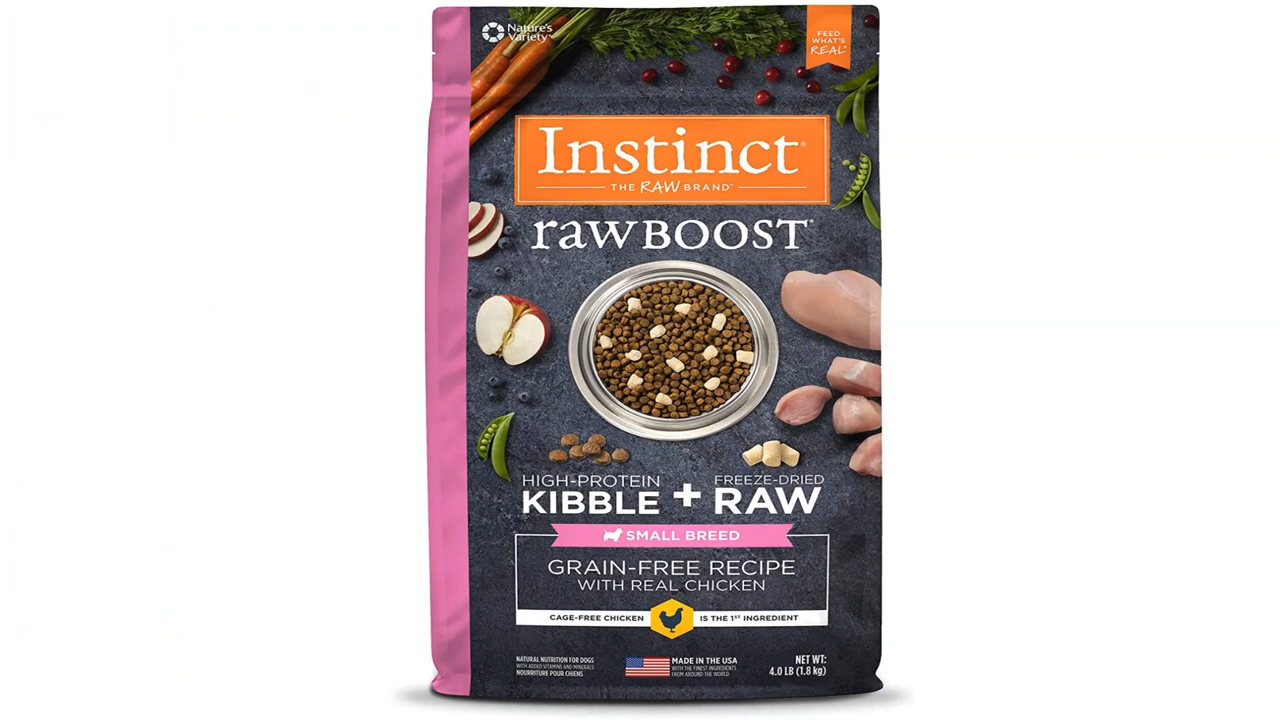 Nature's
Variety™
FEED
WHAT'S
REAL®
Instinct®
THE RAW BRAND™
rawBOOST®
HIGH-PROTEIN
KIBBLE
+
FREEZE-DRIED
RAW
SMALL BREED
GRAIN-FREE RECIPE
WITH REAL CHICKEN
CAGE-FREE CHICKEN IS THE 1ST INGREDIENT
NATURAL NUTRITION FOR DOGS
WITH ADDED VITAMINS AND MINERALS
NOURRITURE POUR CHIENS
MADE IN THE USA
WITH THE FINEST INGREDIENTS
FROM AROUND THE WORLD
NET WT:
4.0 LB (1.8 kg)